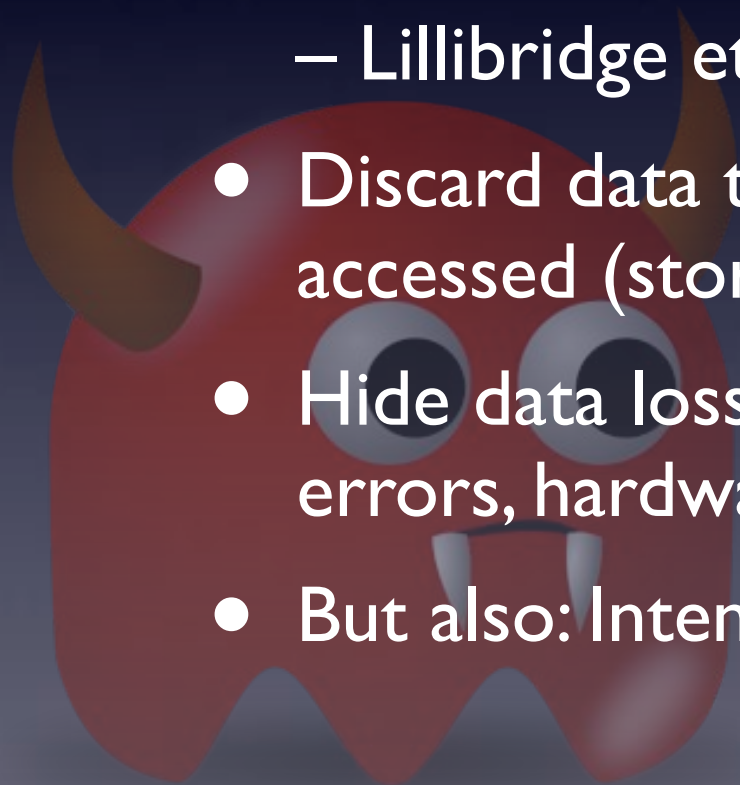 – Lillibridge et
• Discard data
accessed (stor
• Hide data loss
errors, hardwa
• But also: Inten